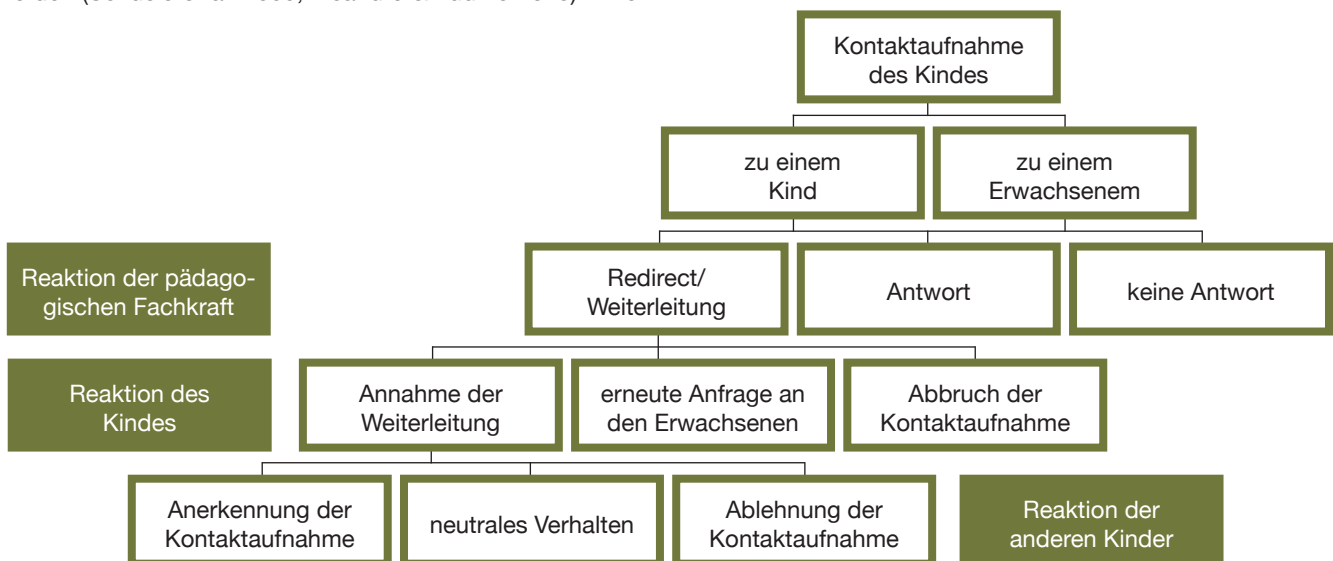 Kontaktaufnahme
des Kindes
zu einem
Kind
zu einem
Erwachsenem
Reaktion der pädago-
gischen Fachkraft
Redirect/
Weiterleitung
Antwort
keine Antwort
Reaktion des
Kindes
Annahme der
Weiterleitung
erneute Anfrage an
den Erwachsenen
Abbruch der
Kontaktaufnahme
Anerkennung der
Kontaktaufnahme
neutrales Verhalten
Ablehnung der
Kontaktaufnahme
Reaktion der
anderen Kinder